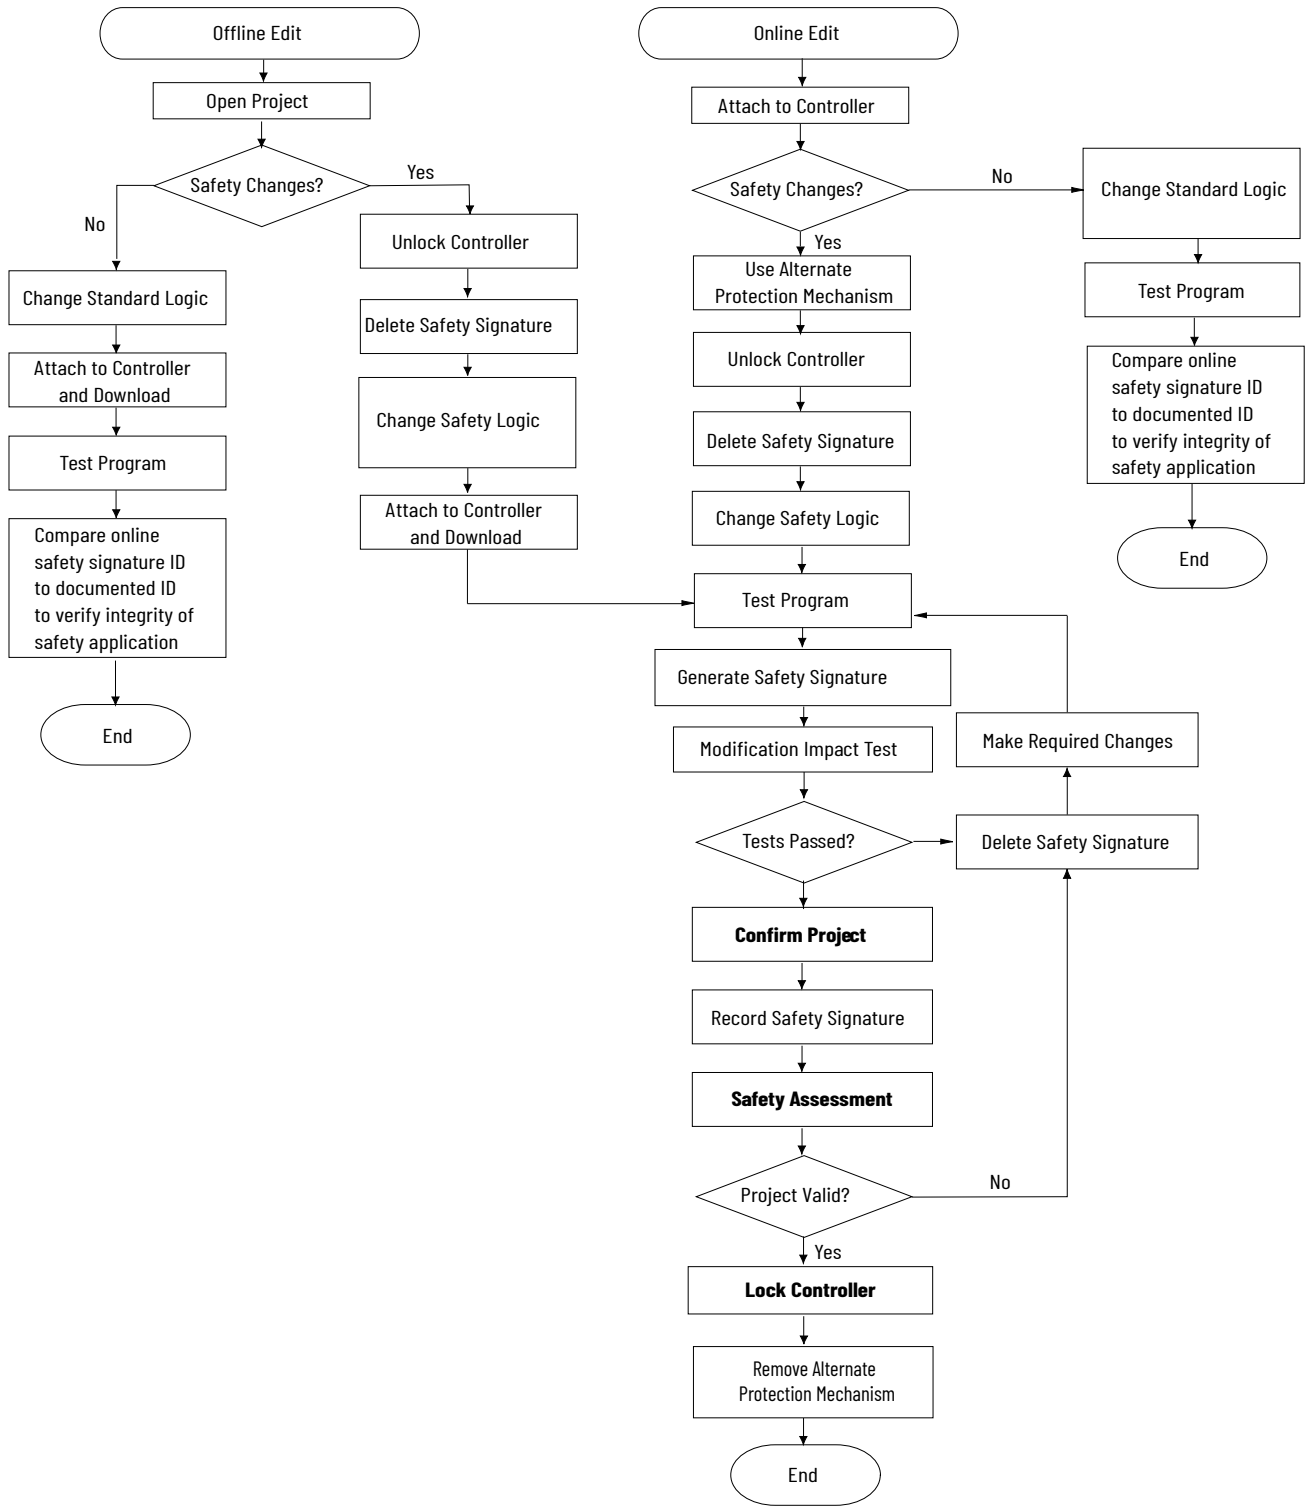 Offline Edit
Open Project
Safety Changes?
Yes
No
Unlock Controller
Change Standard Logic
Delete Safety Signature
Attach to Controller
and Download
Change Safety Logic
Test Program
Attach to Controller
and Download
Compare online
safety signature ID
to documented ID
to verify integrity of
safety application
End
Online Edit
Attach to Controller
Safety Changes?
No
Yes
Change Standard Logic
Test Program
Compare online
safety signature ID
to documented ID
to verify integrity of
safety application
End
Use Alternate
Protection Mechanism
Unlock Controller
Delete Safety Signature
Change Safety Logic
Test Program
Generate Safety Signature
Modification Impact Test
Make Required Changes
Tests Passed?
Delete Safety Signature
Confirm Project
Record Safety Signature
Safety Assessment
Project Valid?
No
Yes
Lock Controller
Remove Alternate
Protection Mechanism
End